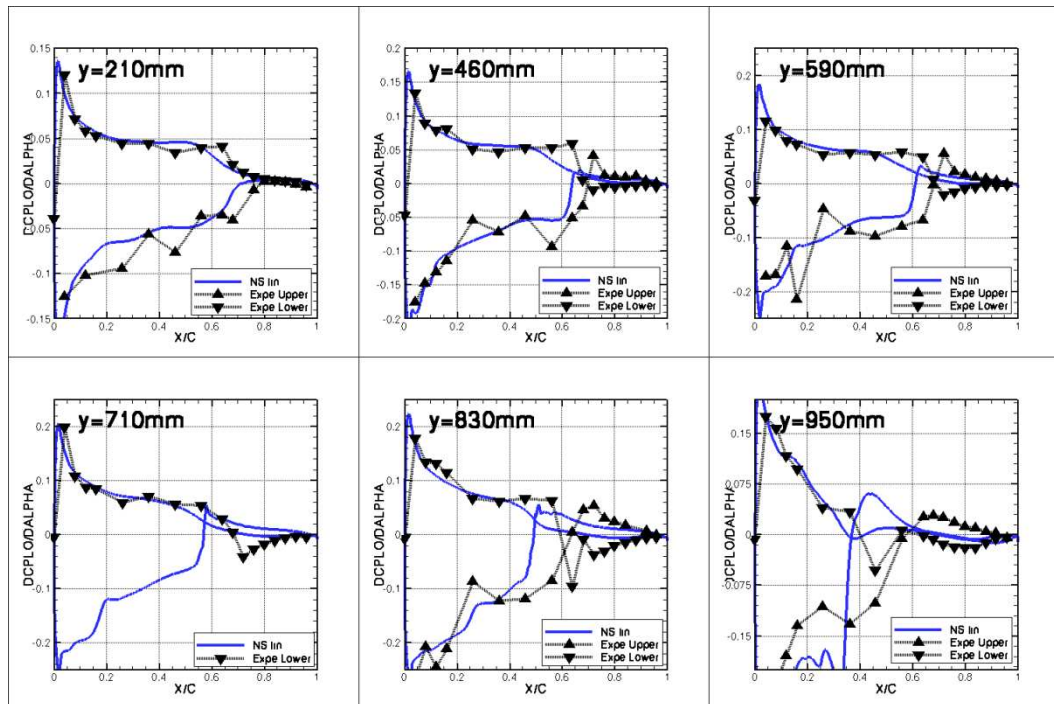 y=210mm
0.15
0.1
0.05
0
-0.05
-0.1
-0.15
DCPLO/DALPHA
NS lin
Expe Upper
Expe Lower
0 0.2 0.4 0.6 0.8 1
X/C
y=460mm
0.15
0.1
0.05
0
-0.05
-0.1
-0.15
-0.2
DCPLO/DALPHA
NS lin
Expe Upper
Expe Lower
0 0.2 0.4 0.6 0.8 1
X/C
y=590mm
0.2
0.1
0
-0.1
-0.2
DCPLO/DALPHA
NS lin
Expe Upper
Expe Lower
0 0.2 0.4 0.6 0.8 1
X/C
y=710mm
0.2
0.1
0
-0.1
-0.2
DCPLO/DALPHA
NS lin
Expe Lower
0 0.2 0.4 0.6 0.8 1
X/C
y=830mm
0.2
0.1
0
-0.1
-0.2
DCPLO/DALPHA
NS lin
Expe Upper
Expe Lower
0 0.2 0.4 0.6 0.8 1
X/C
y=950mm
0.15
0.075
0
-0.075
-0.15
DCPLO/DALPHA
NS lin
Expe Upper
Expe Lower
0 0.2 0.4 0.6 0.8 1
X/C